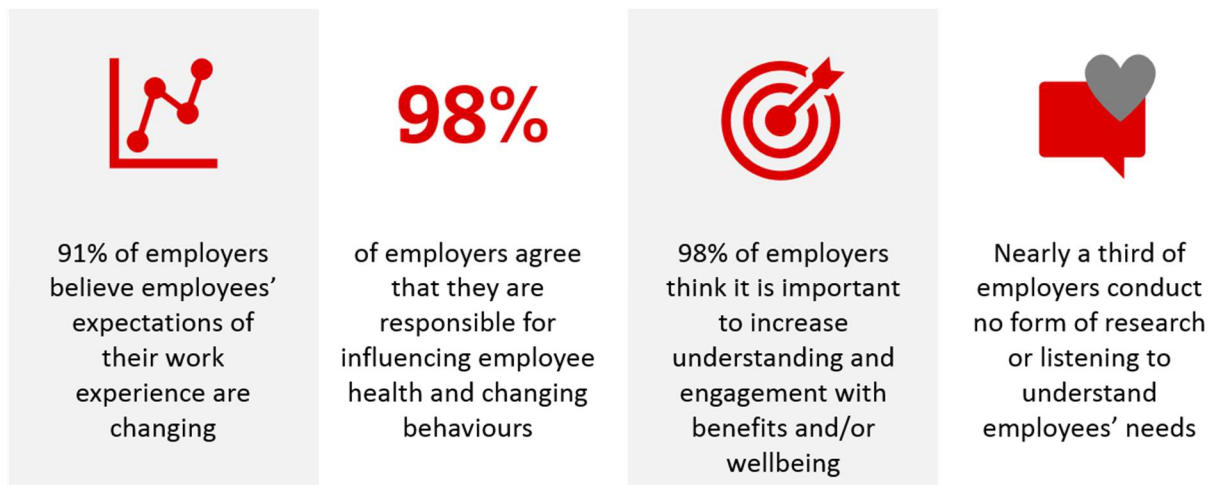 91% of employers
believe employees’
expectations of
their work
experience are
changing
98%
of employers agree
that they are
responsible for
influencing employee
health and changing
behaviours
98% of employers
think it is important
to increase
understanding and
engagement with
benefits and/or
wellbeing
Nearly a third of
employers conduct
no form of research
or listening to
understand
employees’ needs